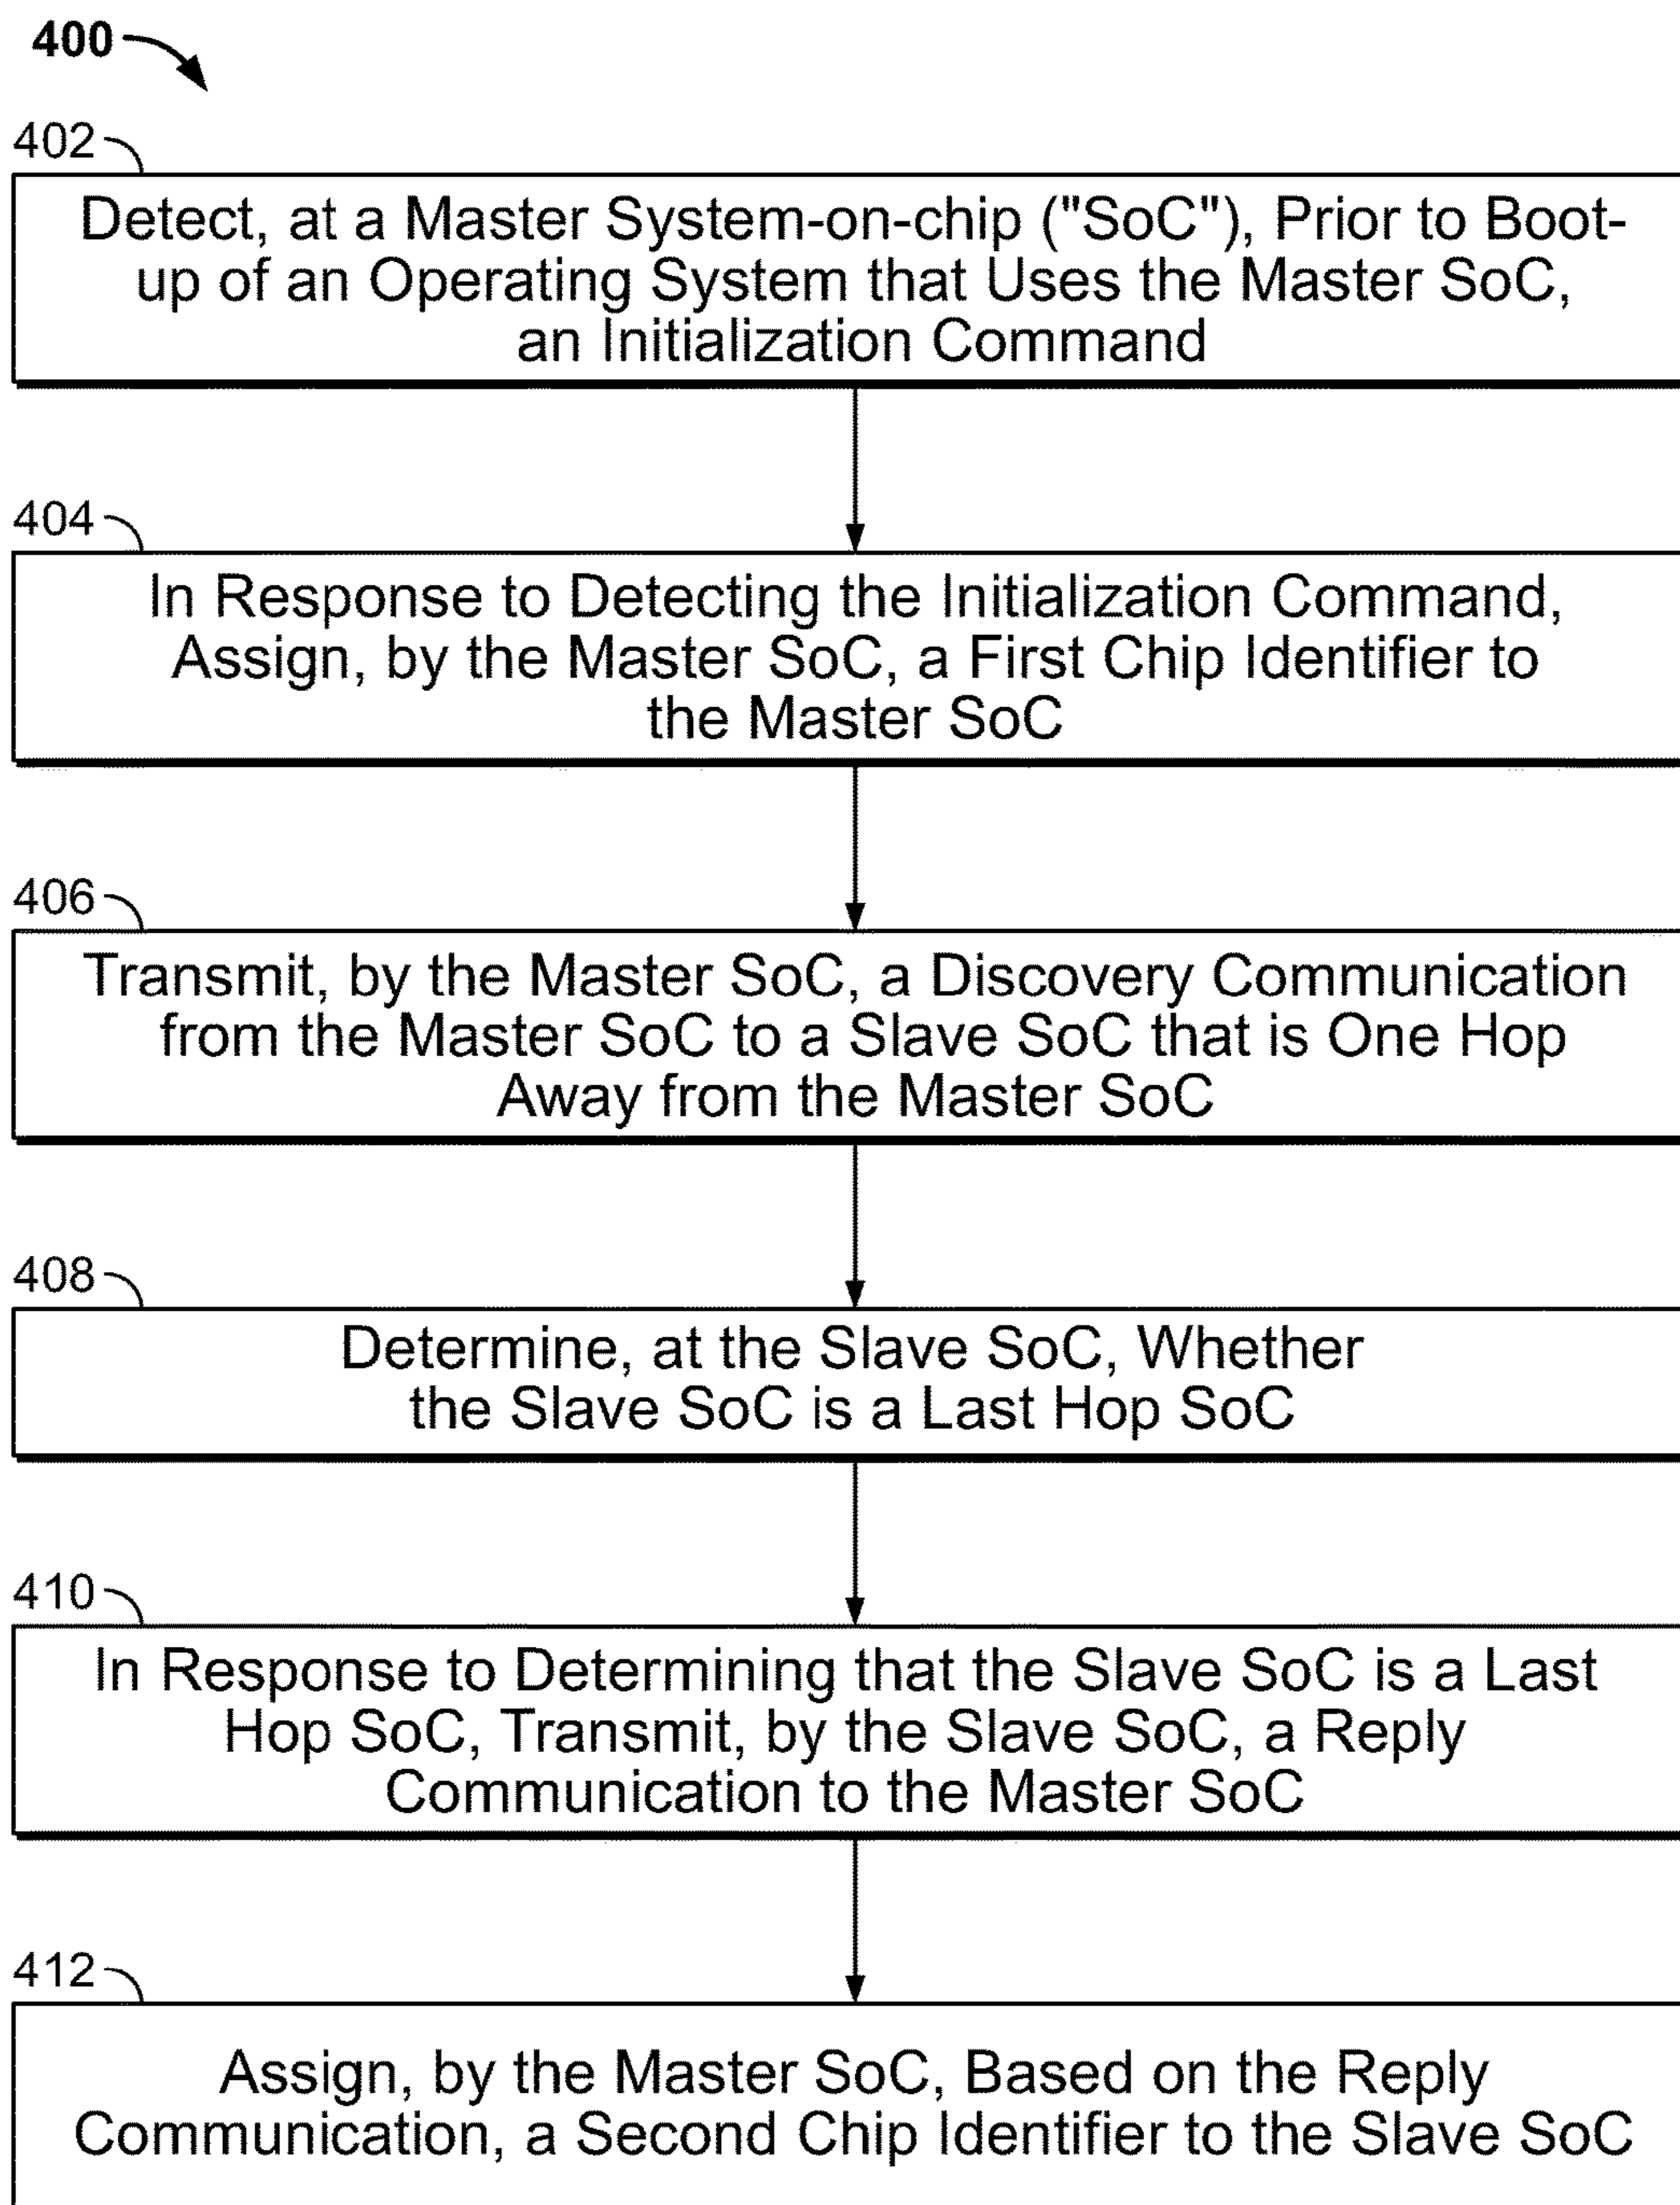 400
402
Detect, at a Master System-on-chip ("SoC"), Prior to Boot-
up of an Operating System that Uses the Master SoC,
an Initialization Command
404
In Response to Detecting the Initialization Command,
Assign, by the Master SoC, a First Chip Identifier to
the Master SoC
406
Transmit, by the Master SoC, a Discovery Communication
from the Master SoC to a Slave SoC that is One Hop
Away from the Master SoC
408
Determine, at the Slave SoC, Whether
the Slave SoC is a Last Hop SoC
410
In Response to Determining that the Slave SoC is a Last
Hop SoC, Transmit, by the Slave SoC, a Reply
Communication to the Master SoC
412
Assign, by the Master SoC, Based on the Reply
Communication, a Second Chip Identifier to the Slave SoC